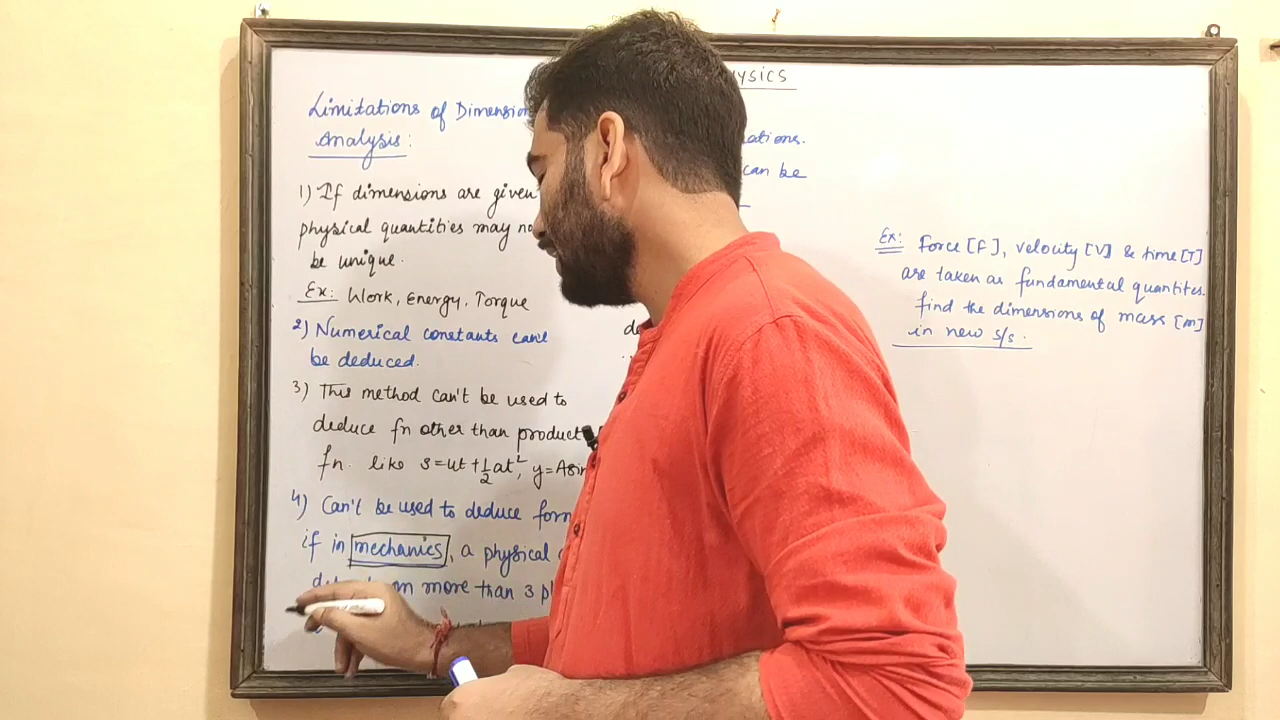 YSICS
Limitations of Dimension
Analysis:
ations.
can be
1) If dimensions are given
physical quantities may no
be unique.
Ex: Work, Energy, Torque
2) Numerical constants can't
be deduced.
3) This method can't be used to
deduce fn other than product
fn. like s=ut+1/2at², y=Asin
4) Can't be used to deduce form
if in mechanics, a physical
on more than 3 ph
Ex: Force [F], velocity [V] & time [T]
are taken as fundamental quantites.
find the dimensions of mass [m]
in new s/s.